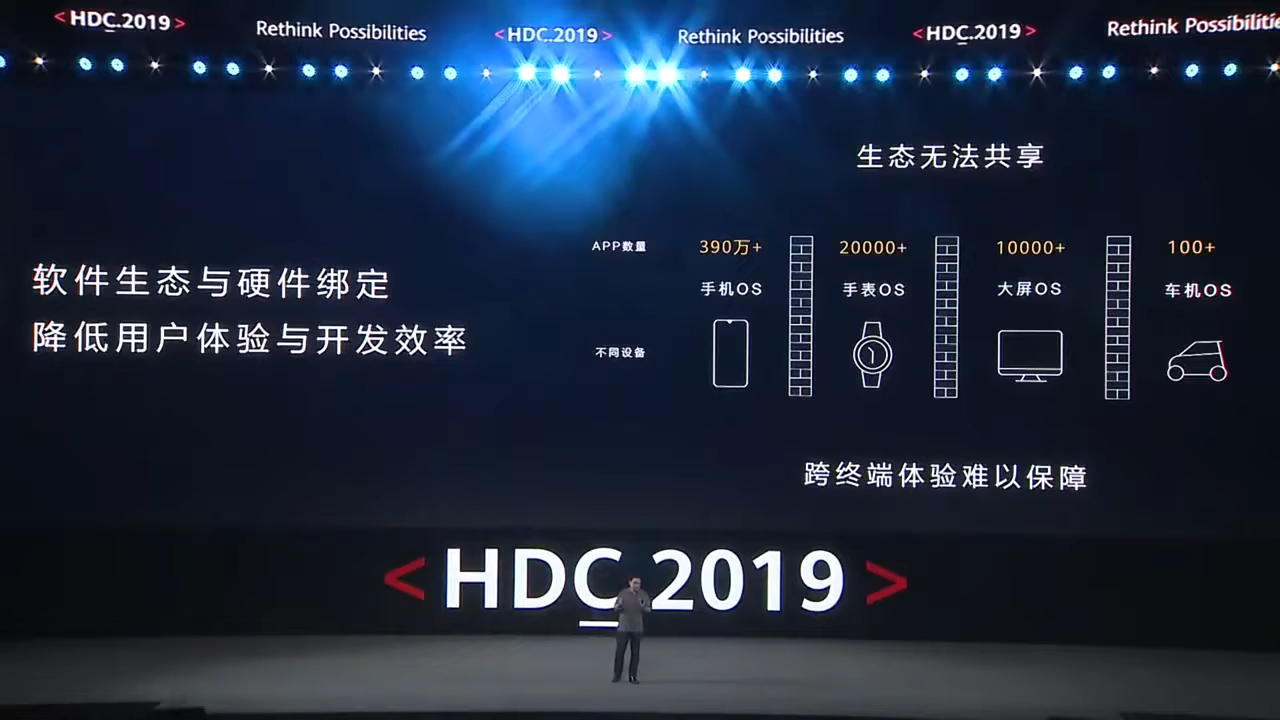 <HDC.2019>
Rethink Possibilities
<HDC.2019>
Rethink Possibilities
<HDC.2019>
Rethink Possibilities
软件生态与硬件绑定
降低用户体验与开发效率
生态无法共享
APP数量 390万+ 20000+ 10000+ 100+
手机OS 手表OS 大屏OS 车机OS
不同设备
跨终端体验难以保障
<HDC.2019>